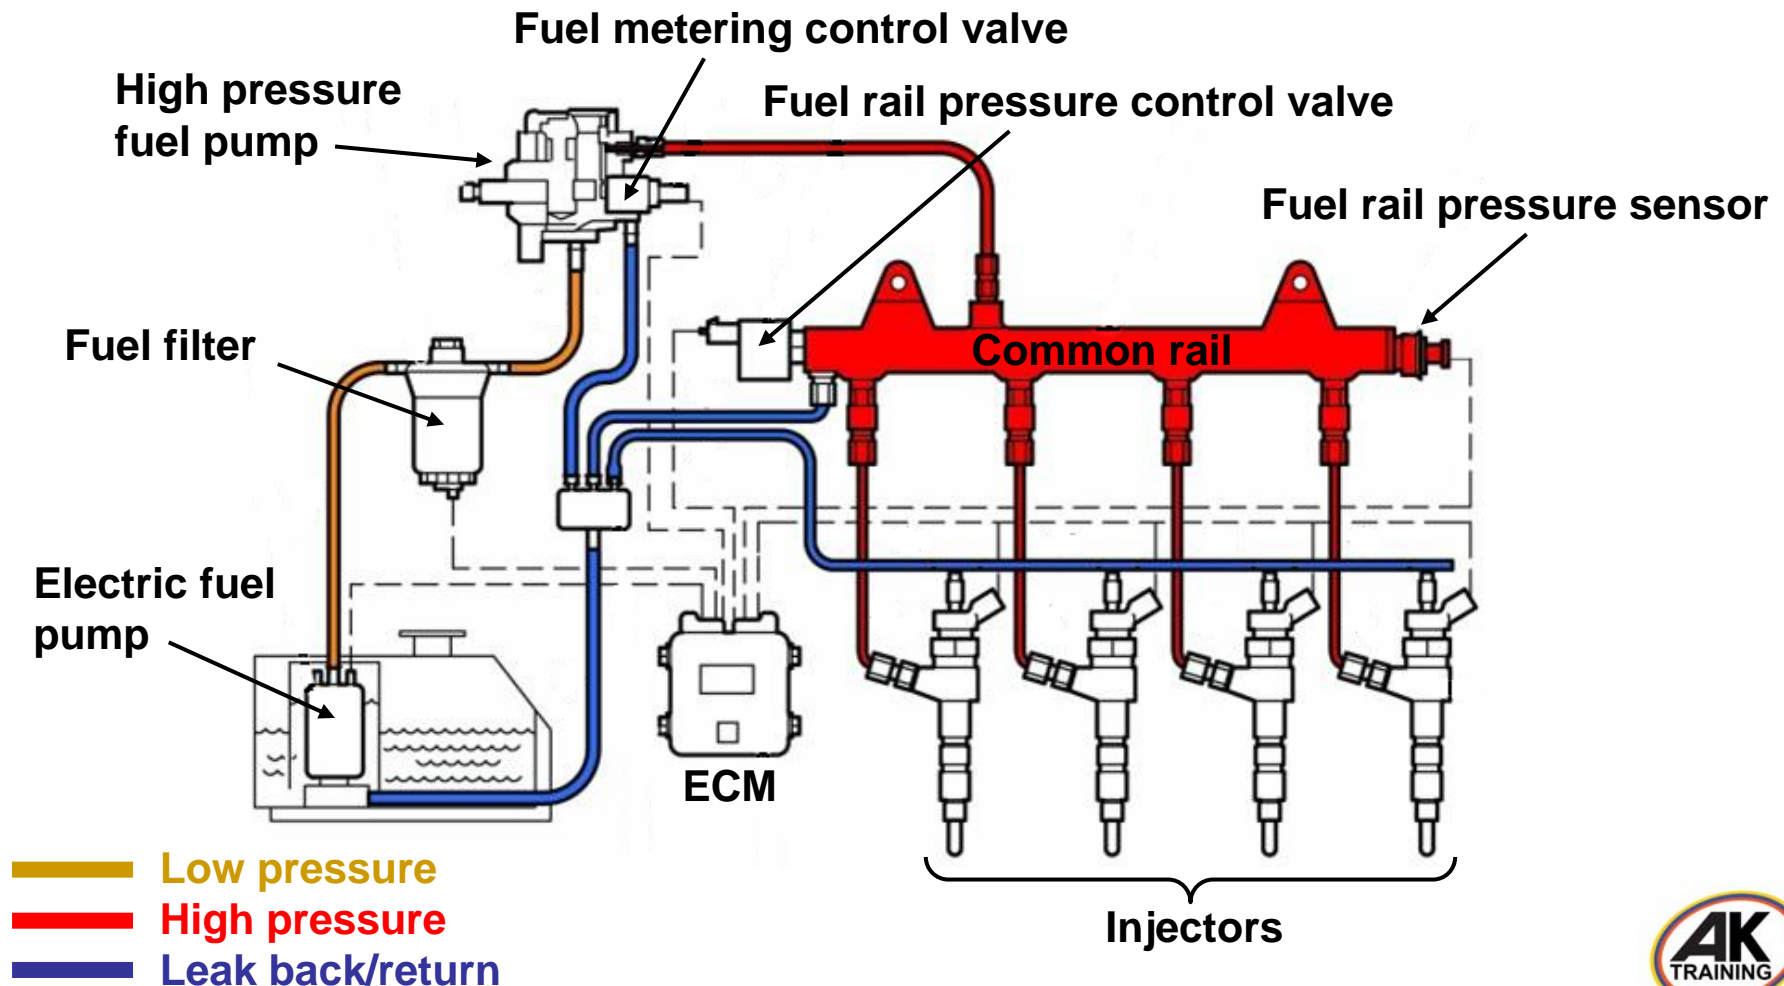 Fuel metering control valve
High pressure
fuel pump
Fuel rail pressure control valve
Fuel rail pressure sensor
Fuel filter
Common rail
Electric fuel
pump
ECM
Low pressure
High pressure
Leak back/return
Injectors
AK
TRAINING